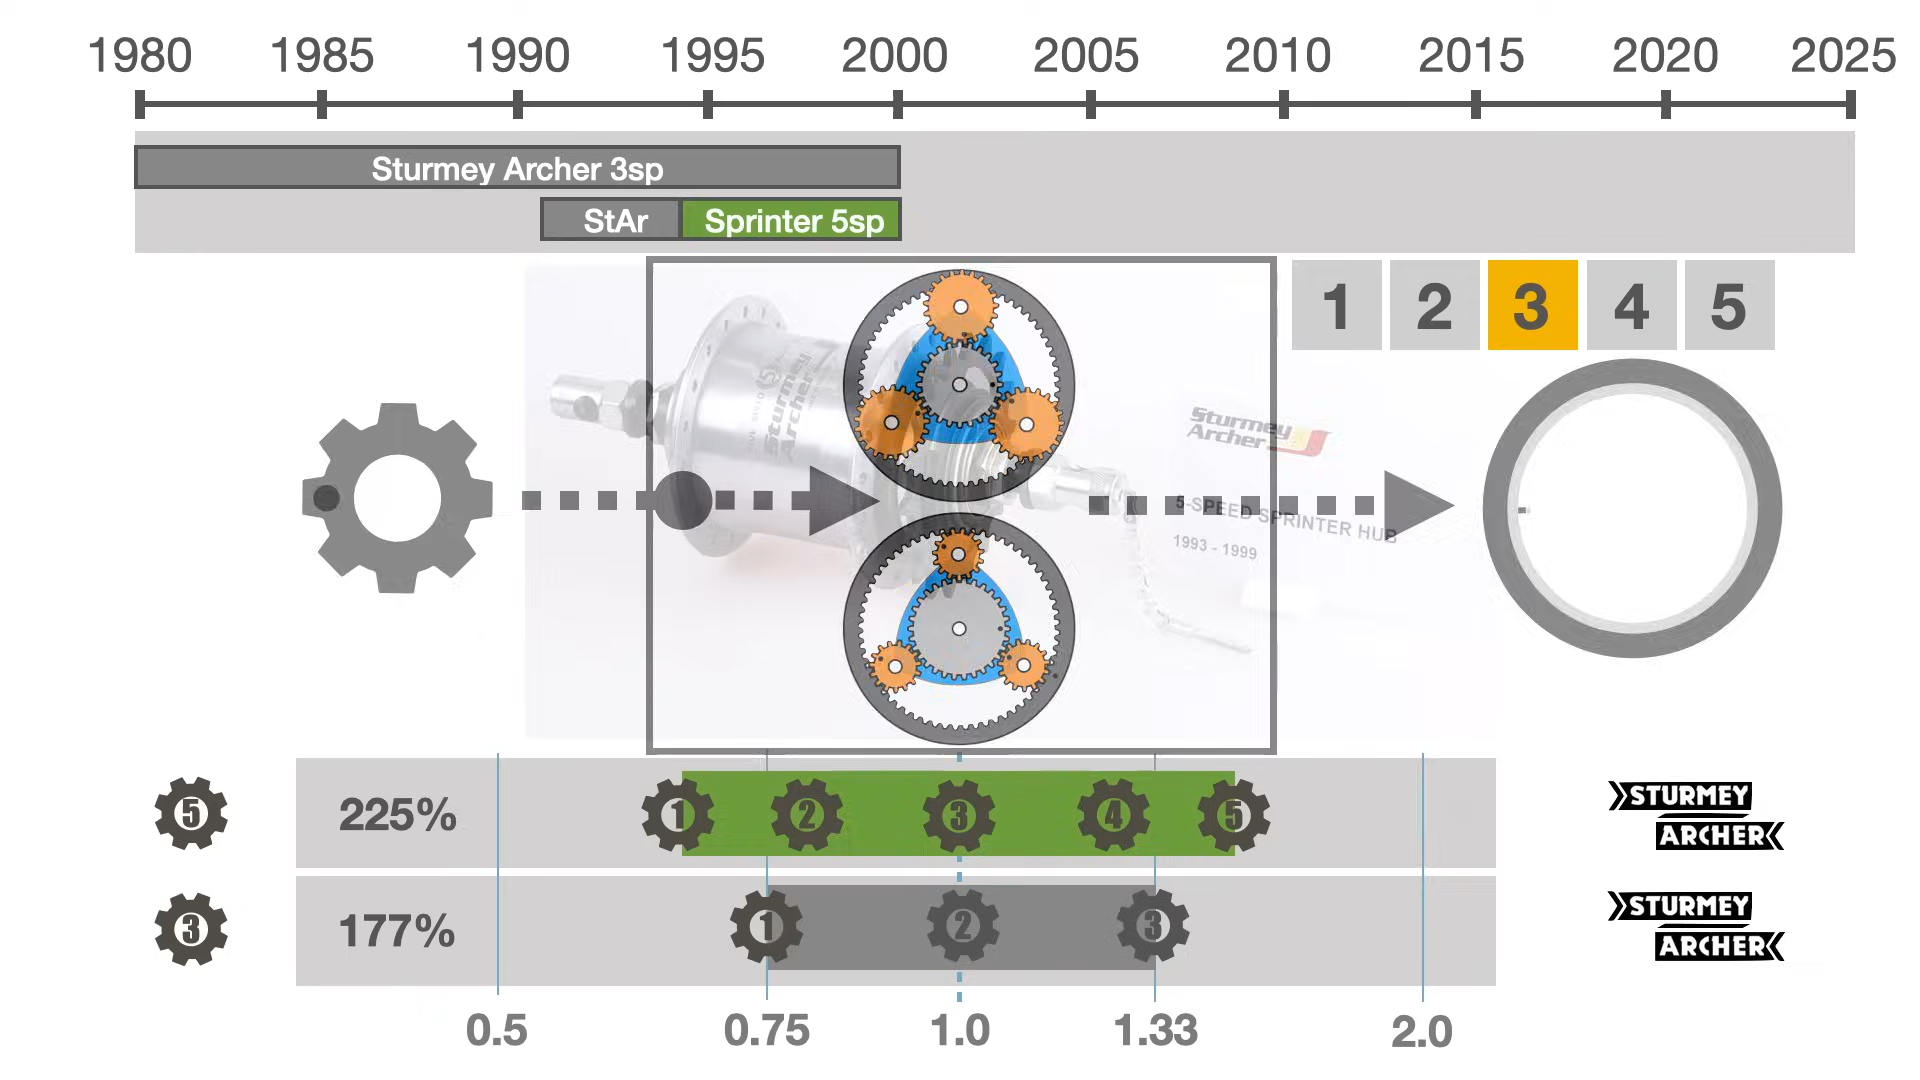 1980 1985 1990 1995 2000 2005 2010 2015 2020 2025
Sturmey Archer 3sp
StAr Sprinter 5sp
1 2 3 4 5
Sturmey
Archer
Sturmey
Archer
5-SPEED SPRINTER HUB
1993 - 1999
5 225% 1 2 3 4 5 STURMEY
ARCHER
3 177% 1 2 3 STURMEY
ARCHER
0.5 0.75 1.0 1.33 2.0